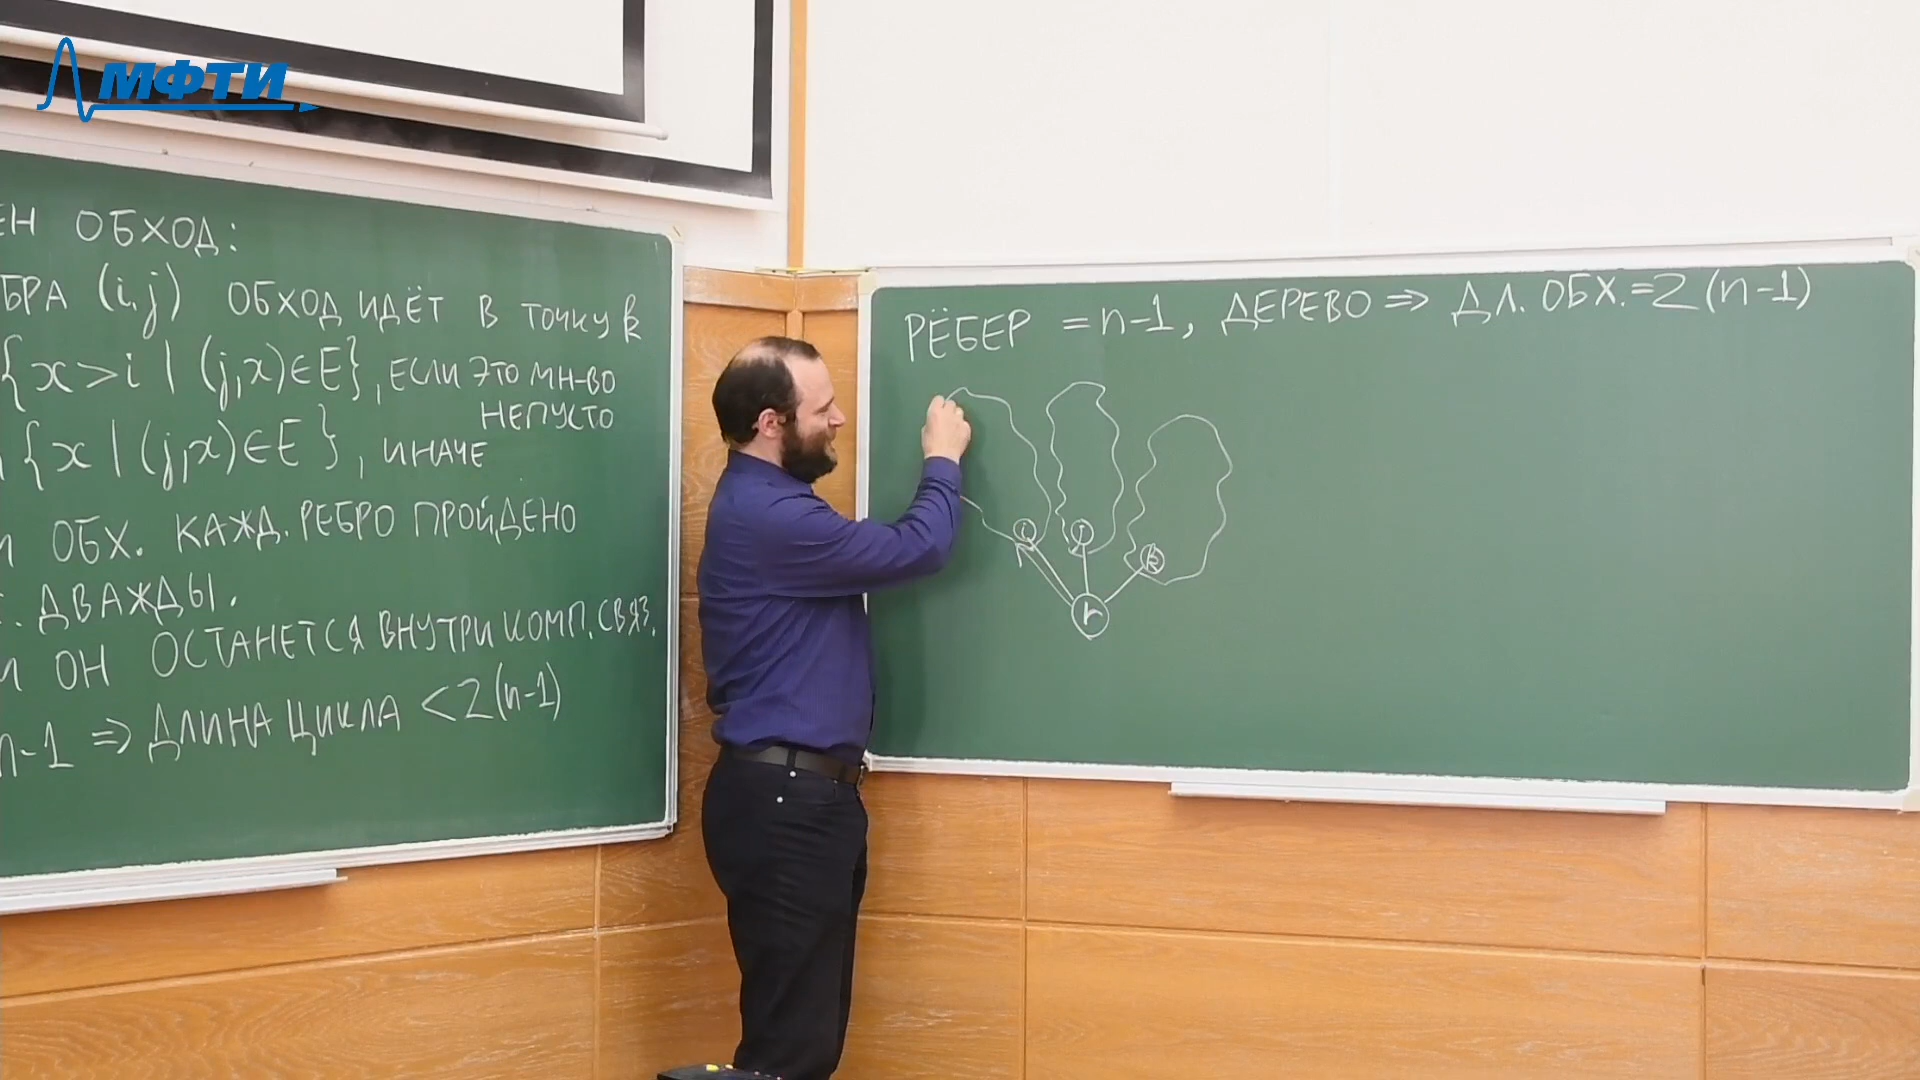 МФТИ
ЕН ОБХОД:
БРА (i,j) ОБХОД ИДЁТ В ТОЧКУ k
{x>i | (j,x)∈E}, ЕСЛИ ЭТО МН-ВО
НЕПУСТО
{x | (j,x)∈E}, ИНАЧЕ
ОБХ. КАЖД. РЕБРО ПРОЙДЕНО
ДВАЖДЫ.
И ОН ОСТАНЕТСЯ ВНУТРИ КОМП. СВЯЗ.
n-1 ⇒ ДЛИНА ЦИКЛА <2(n-1)
РЁБЕР =n-1, ДЕРЕВО ⇒ ДЛ. ОБХ.=2(n-1)
i j k
r